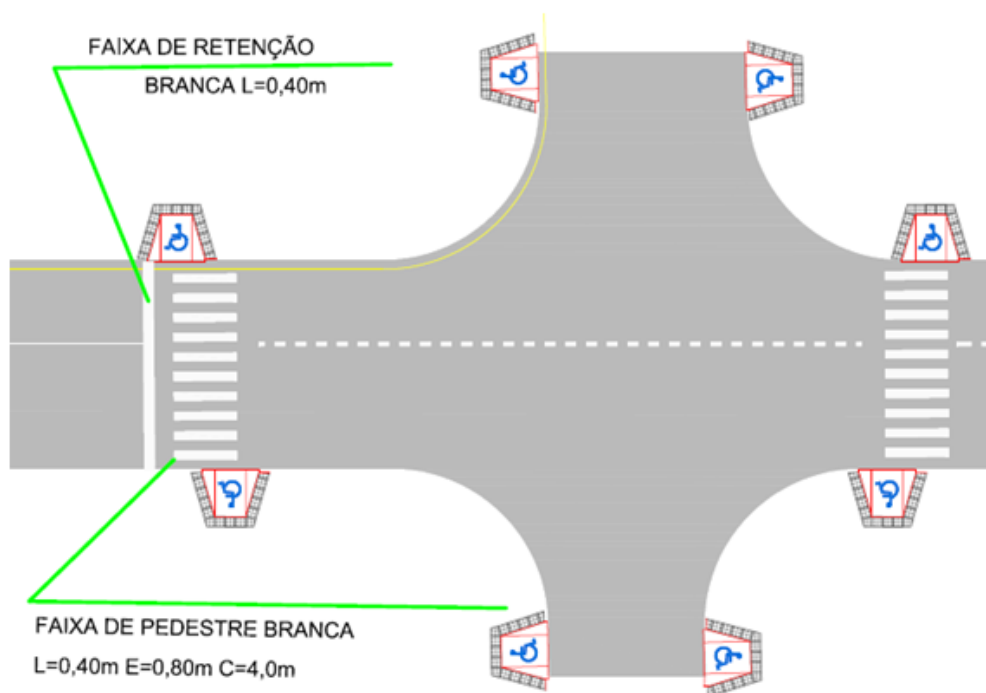 FAIXA DE RETENÇÃO
BRANCA L=0,40m
FAIXA DE PEDESTRE BRANCA
L=0,40m E=0,80m C=4,0m